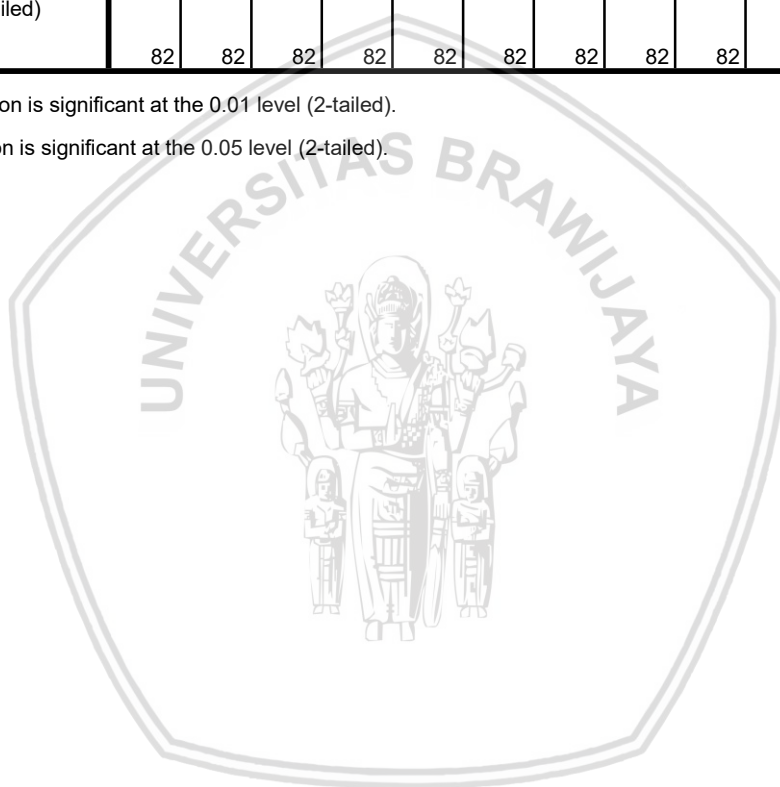 iled)
82 82 82 82 82 82 82 82 82
on is significant at the 0.01 level (2-tailed).
n is significant at the 0.05 level (2-tailed).
UNIVERSITAS BRAWIJAYA